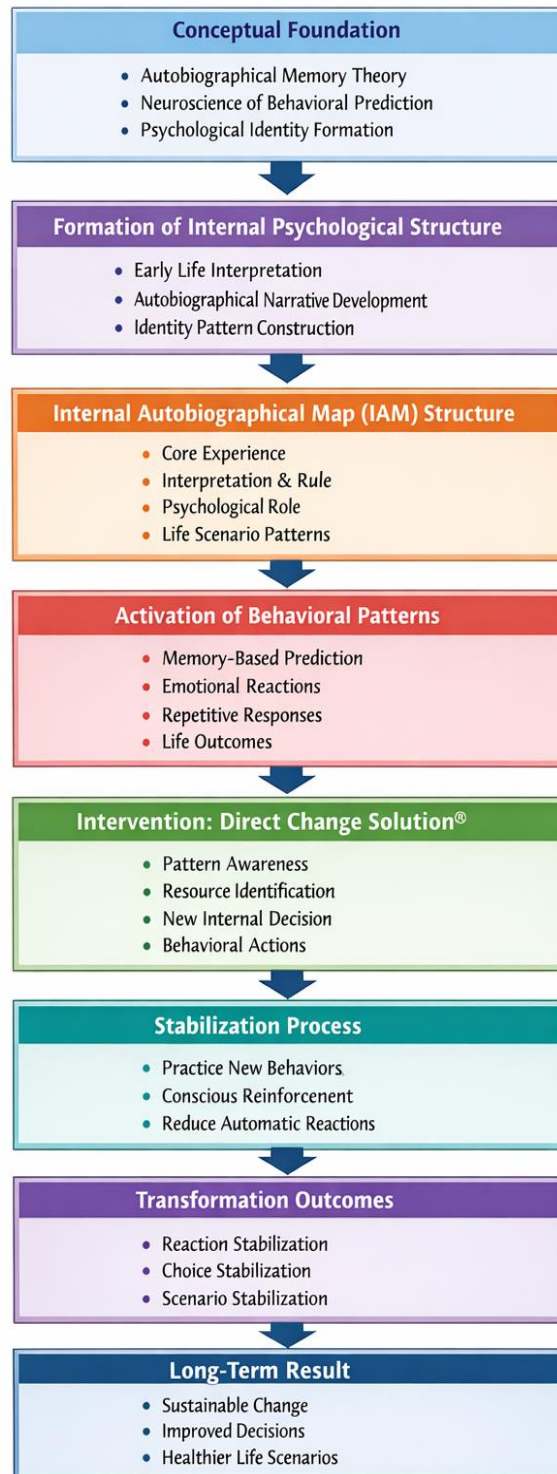 Conceptual Foundation
• Autobiographical Memory Theory
• Neuroscience of Behavioral Prediction
• Psychological Identity Formation
Formation of Internal Psychological Structure
• Early Life Interpretation
• Autobiographical Narrative Development
• Identity Pattern Construction
Internal Autobiographical Map (IAM) Structure
• Core Experience
• Interpretation & Rule
• Psychological Role
• Life Scenario Patterns
Activation of Behavioral Patterns
• Memory-Based Prediction
• Emotional Reactions
• Repetitive Responses
• Life Outcomes
Intervention: Direct Change Solution®
• Pattern Awareness
• Resource Identification
• New Internal Decision
• Behavioral Actions
Stabilization Process
• Practice New Behaviors.
• Conscious Reinforcenent
• Reduce Automatic Reactions
Transformation Outcomes
• Reaction Stabilization
• Choice Stabilization
• Scenario Stabilization
Long-Term Result
• Sustainable Change
• Improved Decisions
• Healthier Life Scenarios